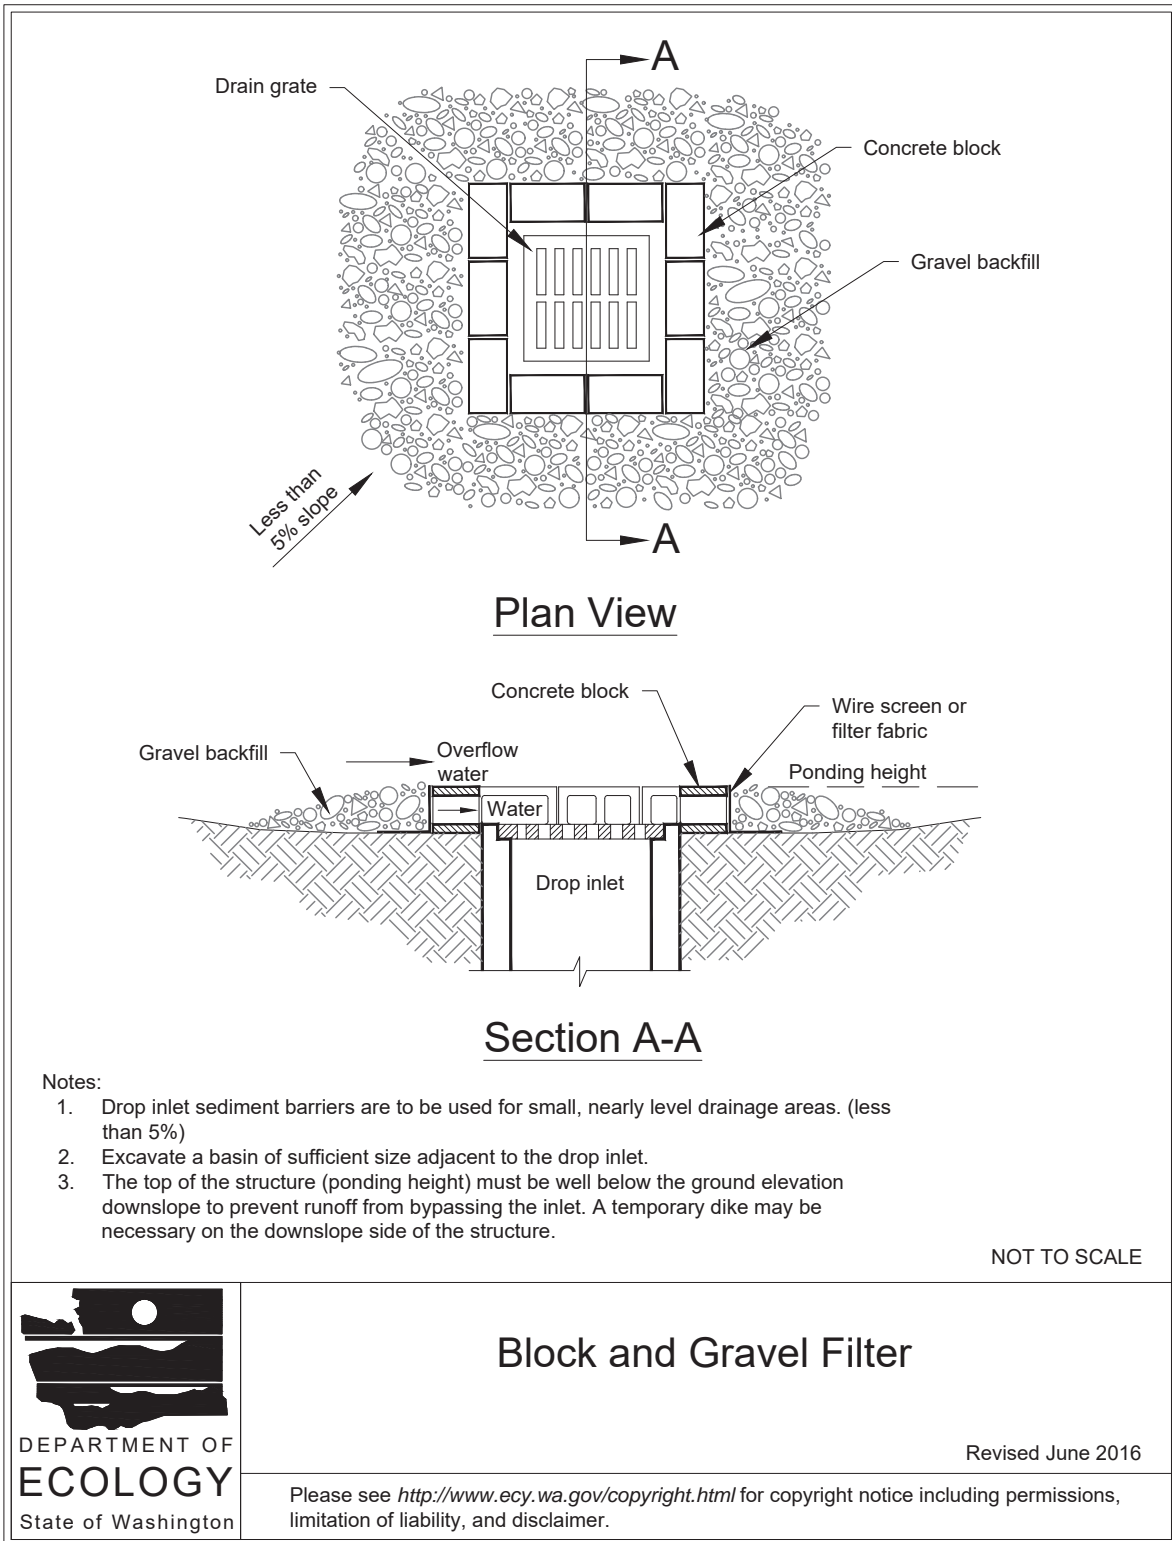 A
Drain grate
Concrete block
Gravel backfill
Less than
5% slope
A
Plan View
Concrete block
Wire screen or
filter fabric
Gravel backfill
Overflow
water
Ponding height
Water
Drop inlet
Section A-A
Notes:
1. Drop inlet sediment barriers are to be used for small, nearly level drainage areas. (less
than 5%)
2. Excavate a basin of sufficient size adjacent to the drop inlet.
3. The top of the structure (ponding height) must be well below the ground elevation
downslope to prevent runoff from bypassing the inlet. A temporary dike may be
necessary on the downslope side of the structure.
NOT TO SCALE
Block and Gravel Filter
Revised June 2016
DEPARTMENT OF
ECOLOGY
State of Washington
Please see http://www.ecy.wa.gov/copyright.html for copyright notice including permissions,
limitation of liability, and disclaimer.